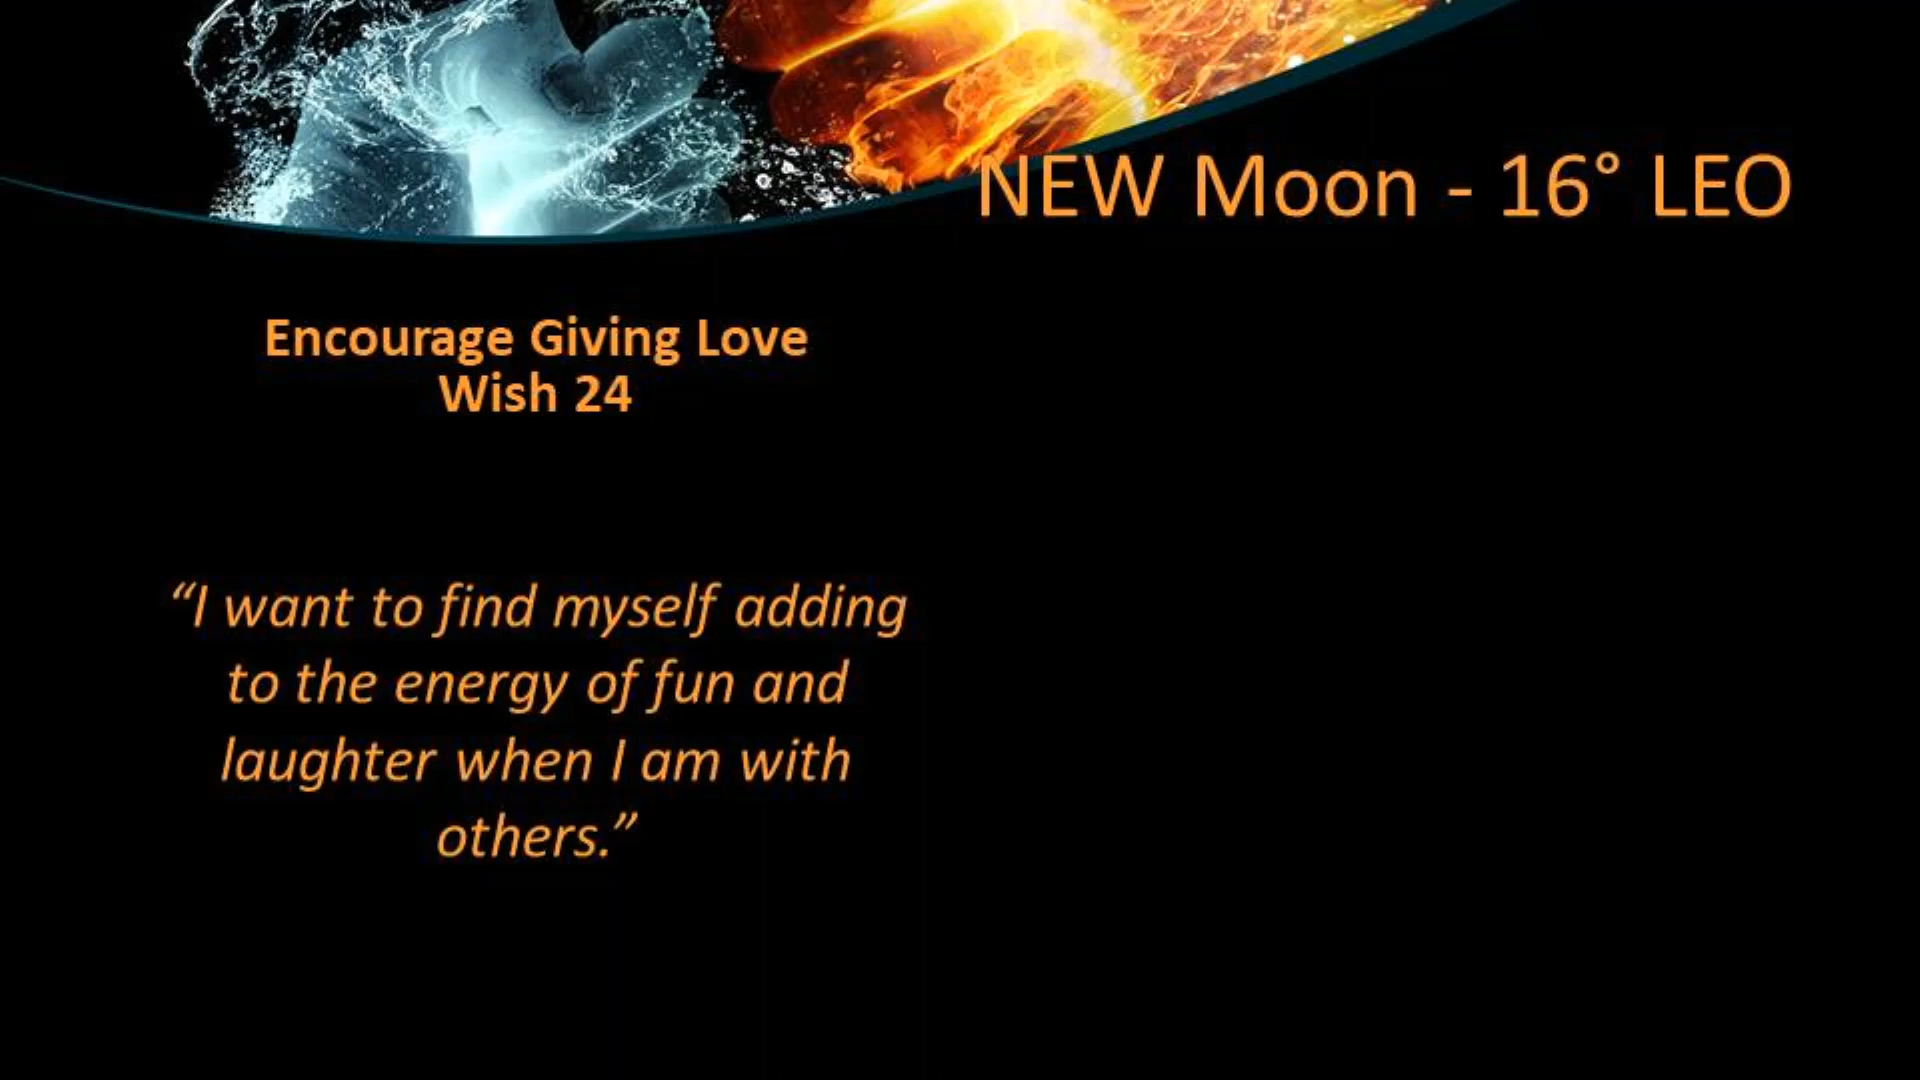 NEW Moon - 16° LEO
Encourage Giving Love
Wish 24
“I want to find myself adding
to the energy of fun and
laughter when I am with
others.”